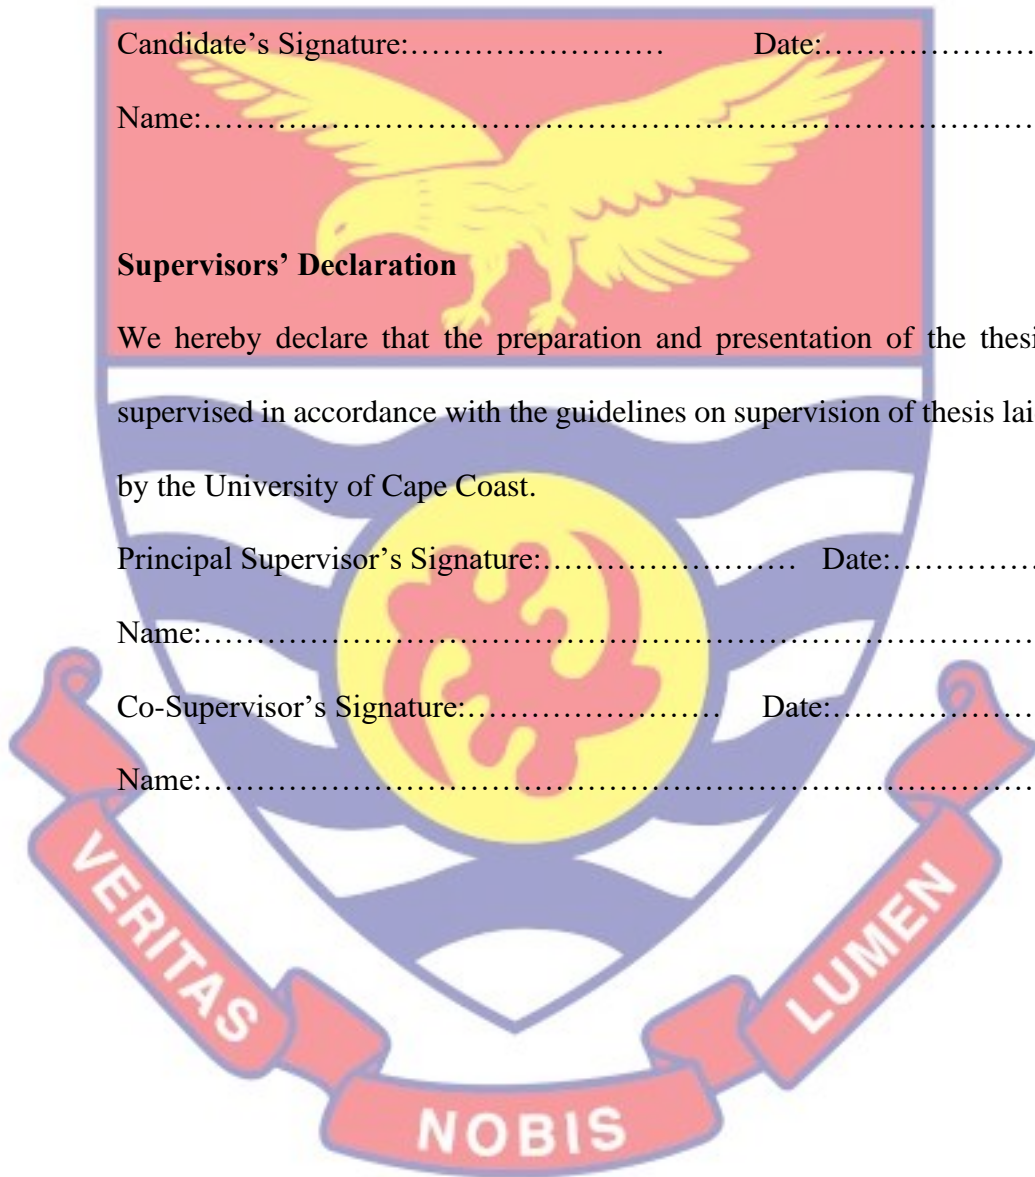 Candidate’s Signature:…………………… Date:…………………
Name:……………………………………………………………………
Supervisors’ Declaration
We hereby declare that the preparation and presentation of the thesi
supervised in accordance with the guidelines on supervision of thesis lai
by the University of Cape Coast.
Principal Supervisor’s Signature:…………………… Date:……………
Name:……………………………………………………………………
Co-Supervisor’s Signature:…………………… Date:…………………
Name:……………………………………………………………………
VERITAS
NOBIS
LUMEN